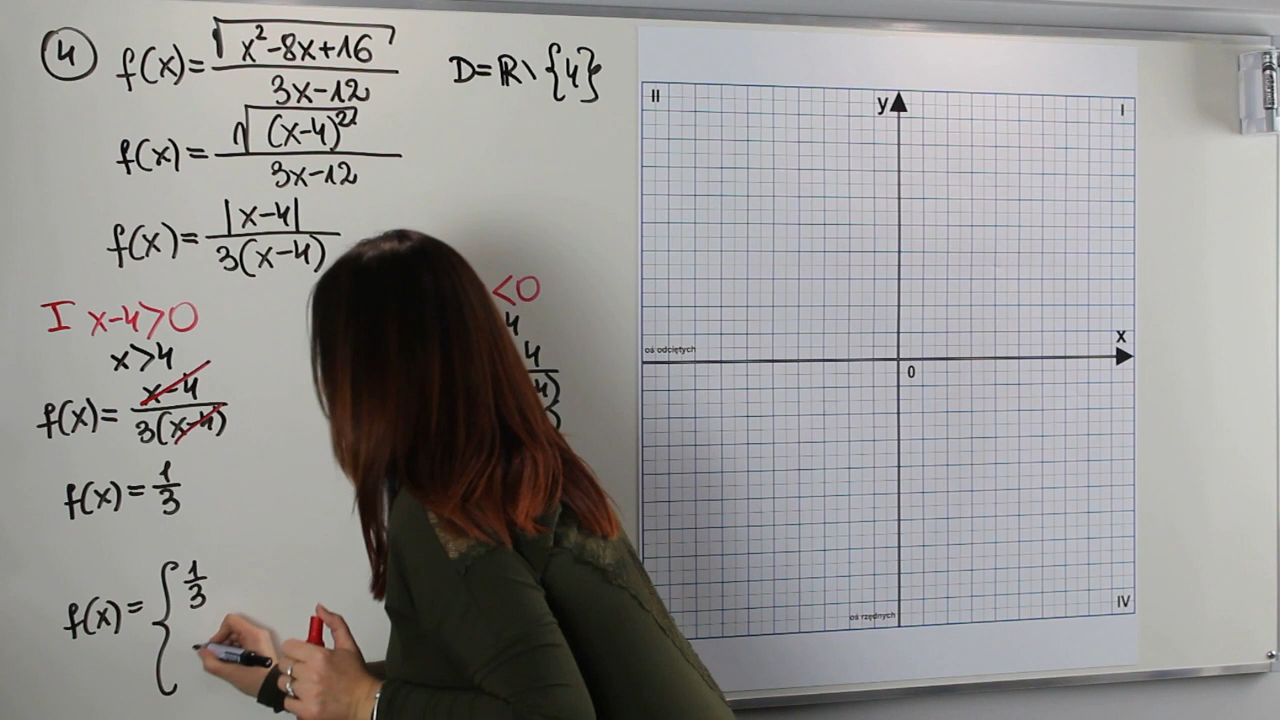 4 f(x)=√(x²-8x+16)/(3x-12) D=ℝ\{4}
f(x)=√((x-4)²)/(3x-12)
f(x)=|x-4|/(3(x-4))
I x-4>0
x>4
f(x)=(x-4)/(3(x-4))
f(x)=1/3
f(x)={1/3
<0
4
4
4)
II
y
I
x
oś odciętych
0
oś rzędnych
IV